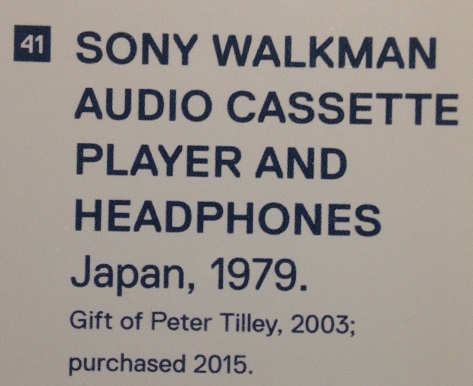 41 SONY WALKMAN
AUDIO CASSETTE
PLAYER AND
HEADPHONES
Japan, 1979.
Gift of Peter Tilley, 2003;
purchased 2015.